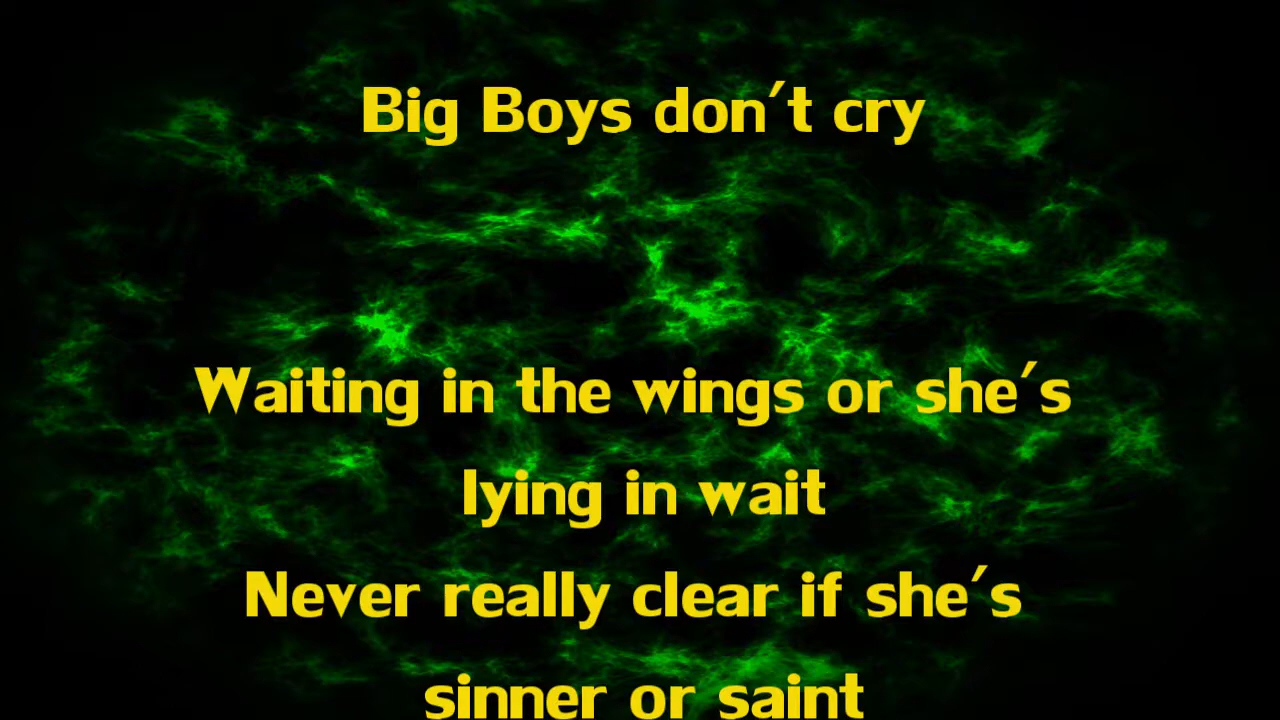 Big Boys don't cry
Waiting in the wings or she's
lying in wait
Never really clear if she's
sinner or saint